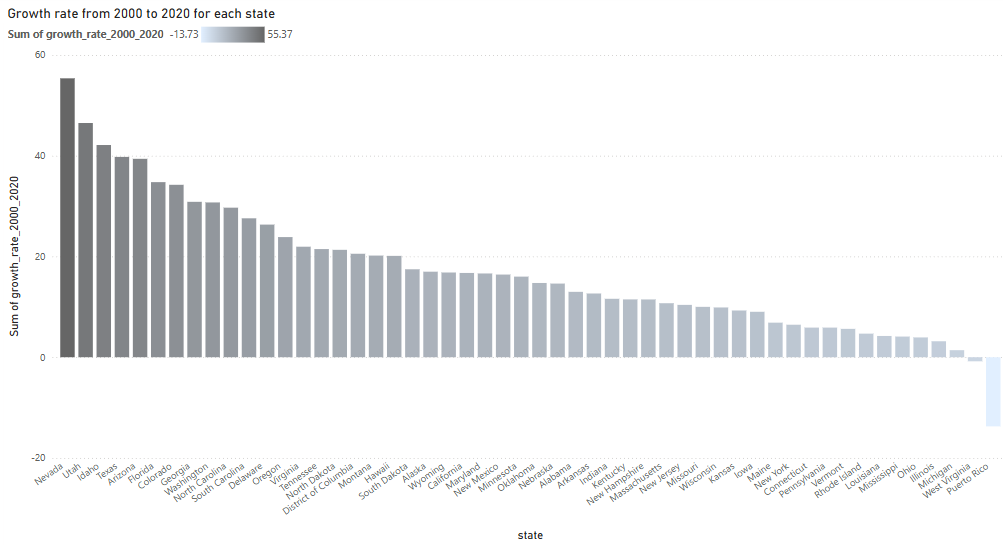 Growth rate from 2000 to 2020 for each state
Sum of growth_rate_2000_2020 -13.73 55.37
60
40
20
0
-20
Sum of growth_rate_2000_2020
Nevada
Utah
Idaho
Texas
Arizona
Florida
Colorado
Georgia
Washington
North Carolina
South Carolina
Delaware
Oregon
Virginia
Tennessee
North Dakota
District of Columbia
Montana
Hawaii
South Dakota
Alaska
Wyoming
California
Maryland
New Mexico
Minnesota
Oklahoma
Nebraska
Alabama
Arkansas
Indiana
Kentucky
New Hampshire
Massachusetts
New Jersey
Missouri
Wisconsin
Kansas
Iowa
Maine
New York
Connecticut
Pennsylvania
Vermont
Rhode Island
Louisiana
Mississippi
Ohio
Illinois
Michigan
West Virginia
Puerto Rico
state